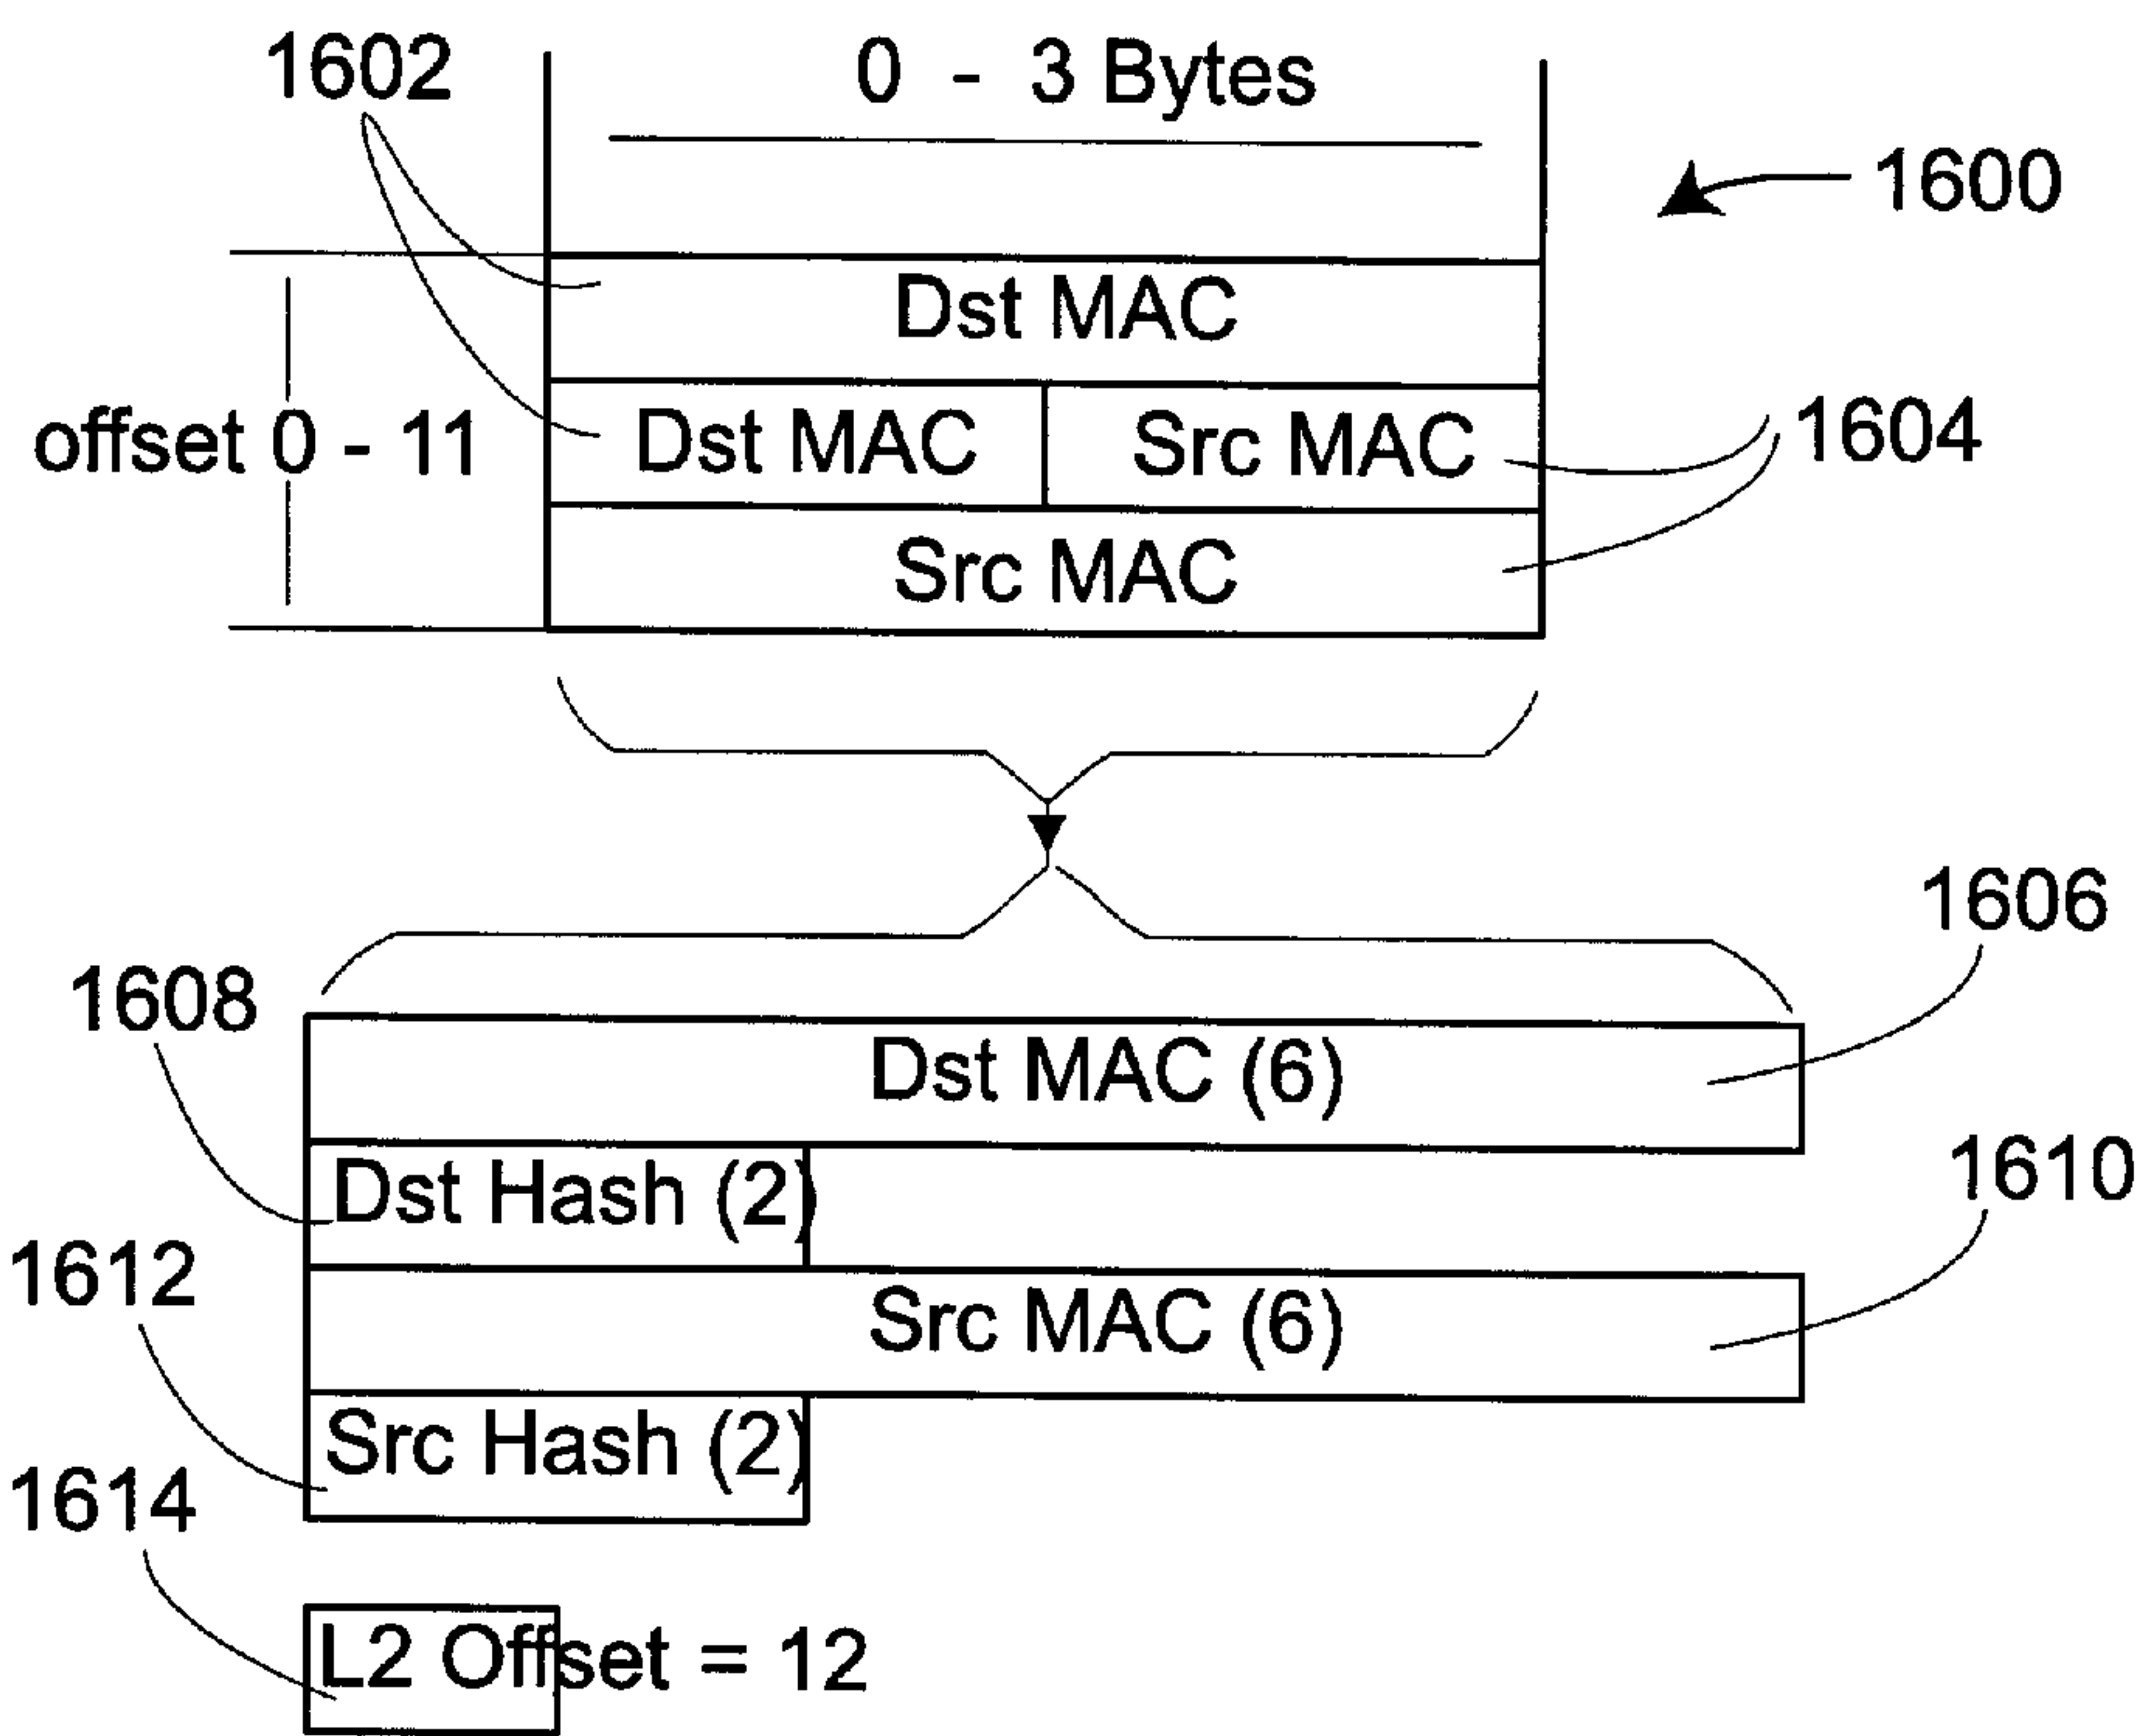 1602
0 - 3 Bytes
1600
Dst MAC
offset 0 - 11
Dst MAC
Src MAC
1604
Src MAC
1606
1608
Dst MAC (6)
1610
Dst Hash (2)
1612
Src MAC (6)
Src Hash (2)
1614
L2 Offset = 12